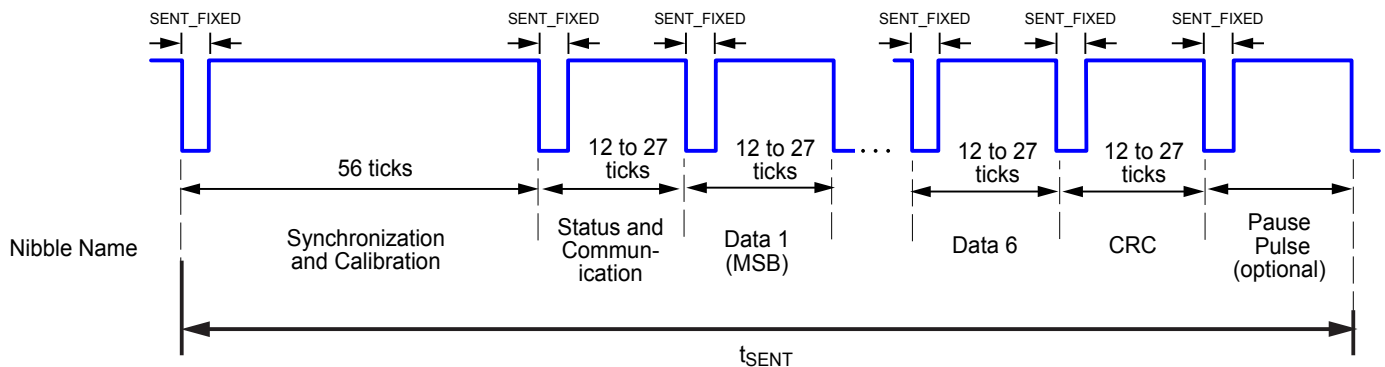 SENT_FIXED SENT_FIXED SENT_FIXED SENT_FIXED SENT_FIXED SENT_FIXED
56 ticks
12 to 27
ticks
12 to 27
ticks
. . .
12 to 27
ticks
12 to 27
ticks
Nibble Name
Synchronization
and Calibration
Status and
Commun-
ication
Data 1
(MSB)
Data 6
CRC
Pause
Pulse
(optional)
tSENT